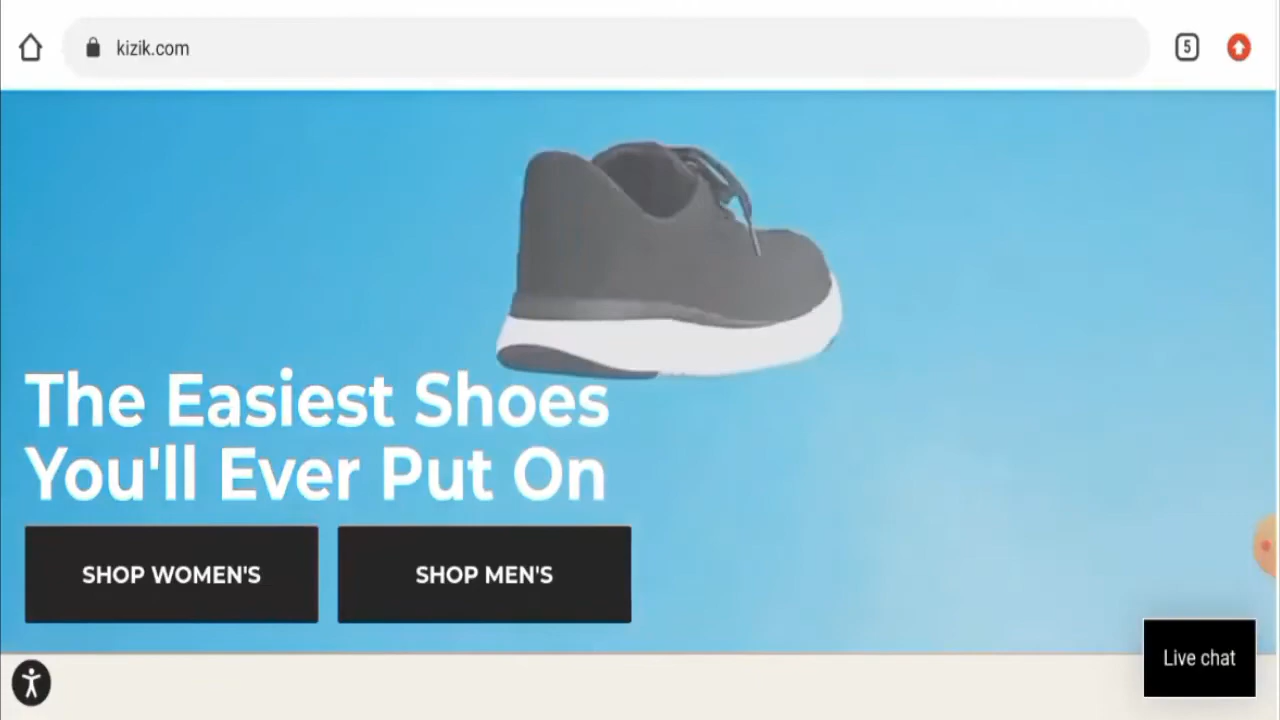 kizik.com
5
The Easiest Shoes
You'll Ever Put On
SHOP WOMEN'S
SHOP MEN'S
Live chat